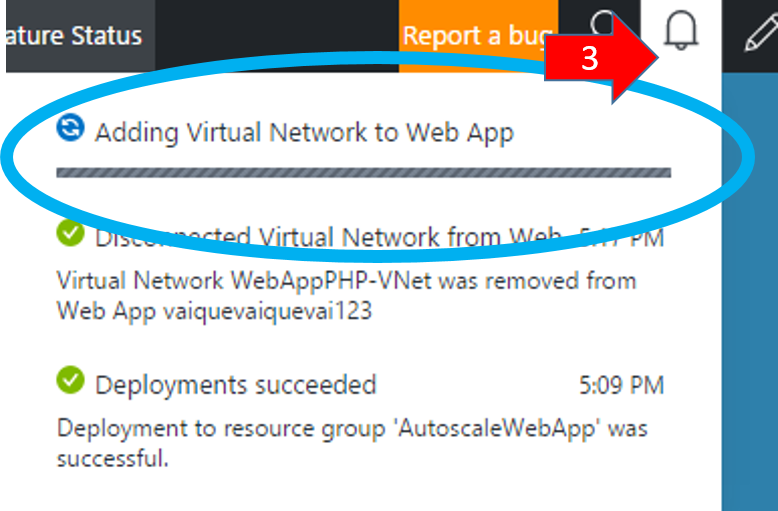 ature Status
Report a bug
3
Adding Virtual Network to Web App
Disconnected Virtual Network from Web 5:17 PM
Virtual Network WebAppPHP-VNet was removed from
Web App vaiquevaiquevai123
Deployments succeeded 5:09 PM
Deployment to resource group 'AutoscaleWebApp' was
successful.